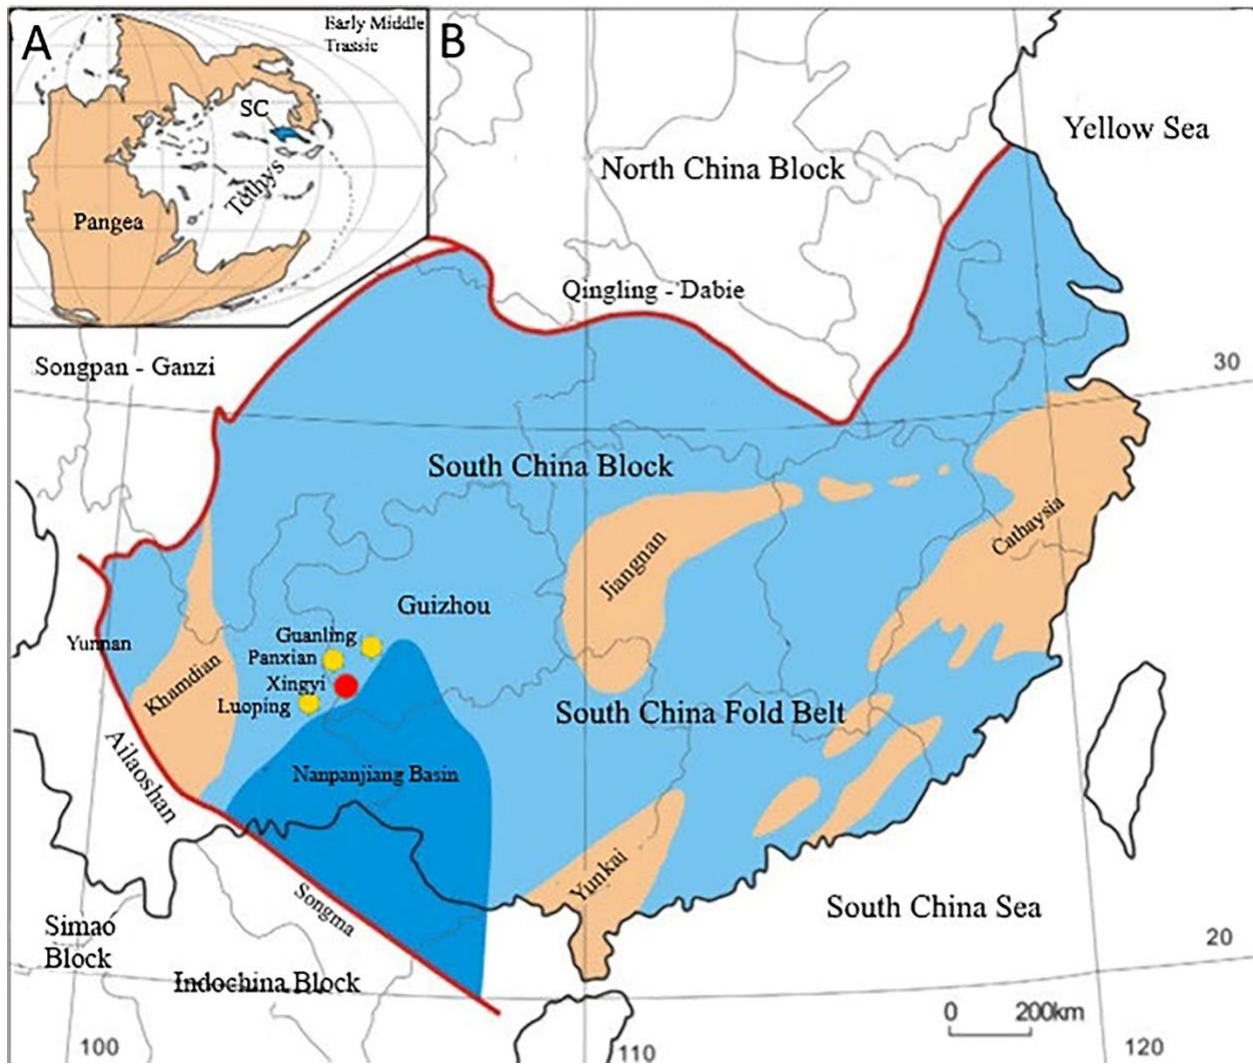 A
Early Middle
Trassic
SC
Tethys
Pangea
B
Yellow Sea
North China Block
Qingling - Dabie
Songpan - Ganzi
30
South China Block
Cathaysia
Jiangnan
Guizhou
Guanling
Yunnan
Panxian
Khamdian
Xingyi
Luoping
South China Fold Belt
Ailaoshan
Nanpanjiang Basin
Yunkai
Songma
South China Sea
Simao
Block
20
Indochina Block
0 200km
100
110
120